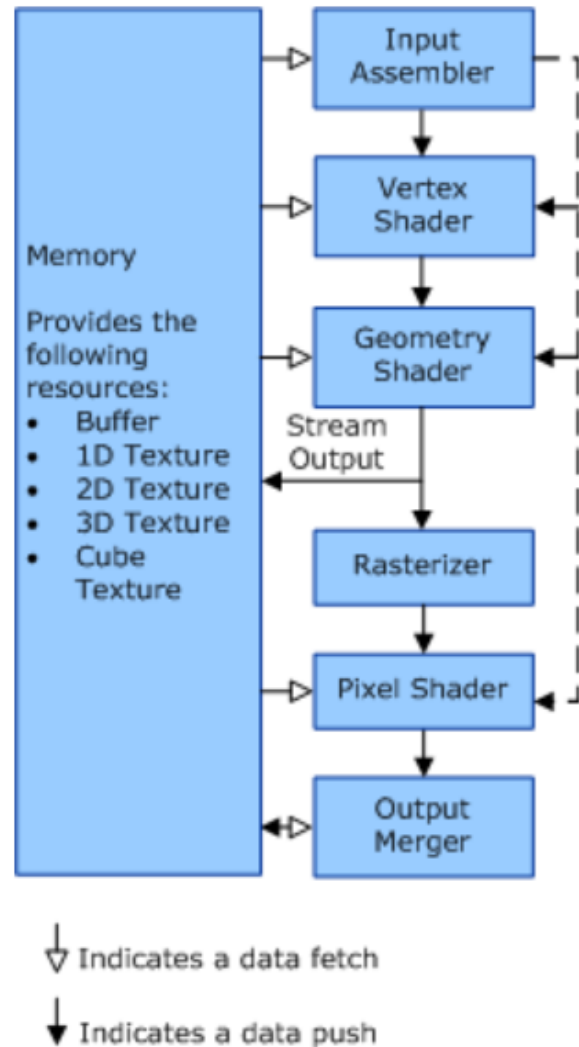 Memory
Provides the
following
resources:
• Buffer
• 1D Texture
• 2D Texture
• 3D Texture
• Cube
Texture
Input
Assembler
Vertex
Shader
Geometry
Shader
Stream
Output
Rasterizer
Pixel Shader
Output
Merger
Indicates a data fetch
Indicates a data push